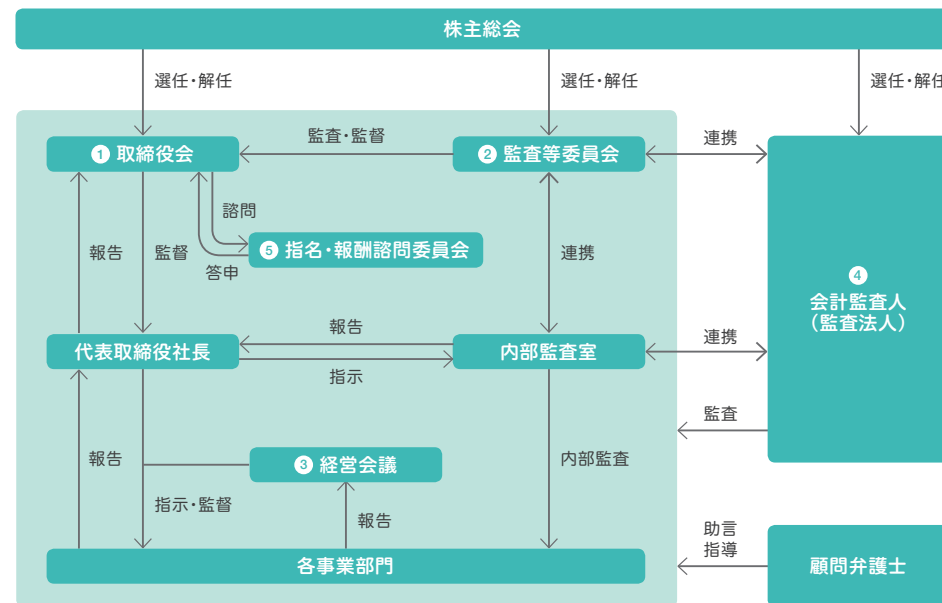 株主総会
選任・解任
選任・解任
選任・解任
監査・監督
連携
① 取締役会
② 監査等委員会
諮問
⑤ 指名・報酬諮問委員会
答申
報告
監督
連携
④
会計監査人
（監査法人）
報告
代表取締役社長
内部監査室
連携
指示
監査
報告
③ 経営会議
内部監査
指示・監督
報告
助言
指導
各事業部門
顧問弁護士